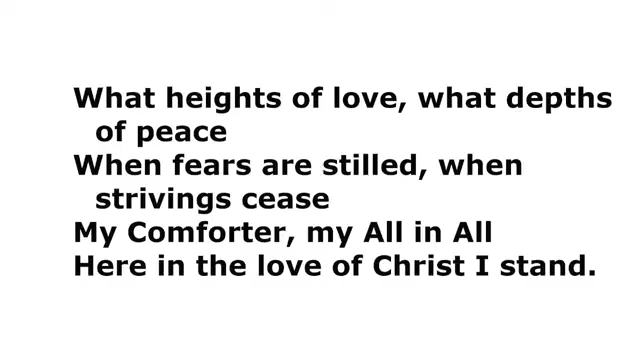 What heights of love, what depths
of peace
When fears are stilled, when
strivings cease
My Comforter, my All in All
Here in the love of Christ I stand.